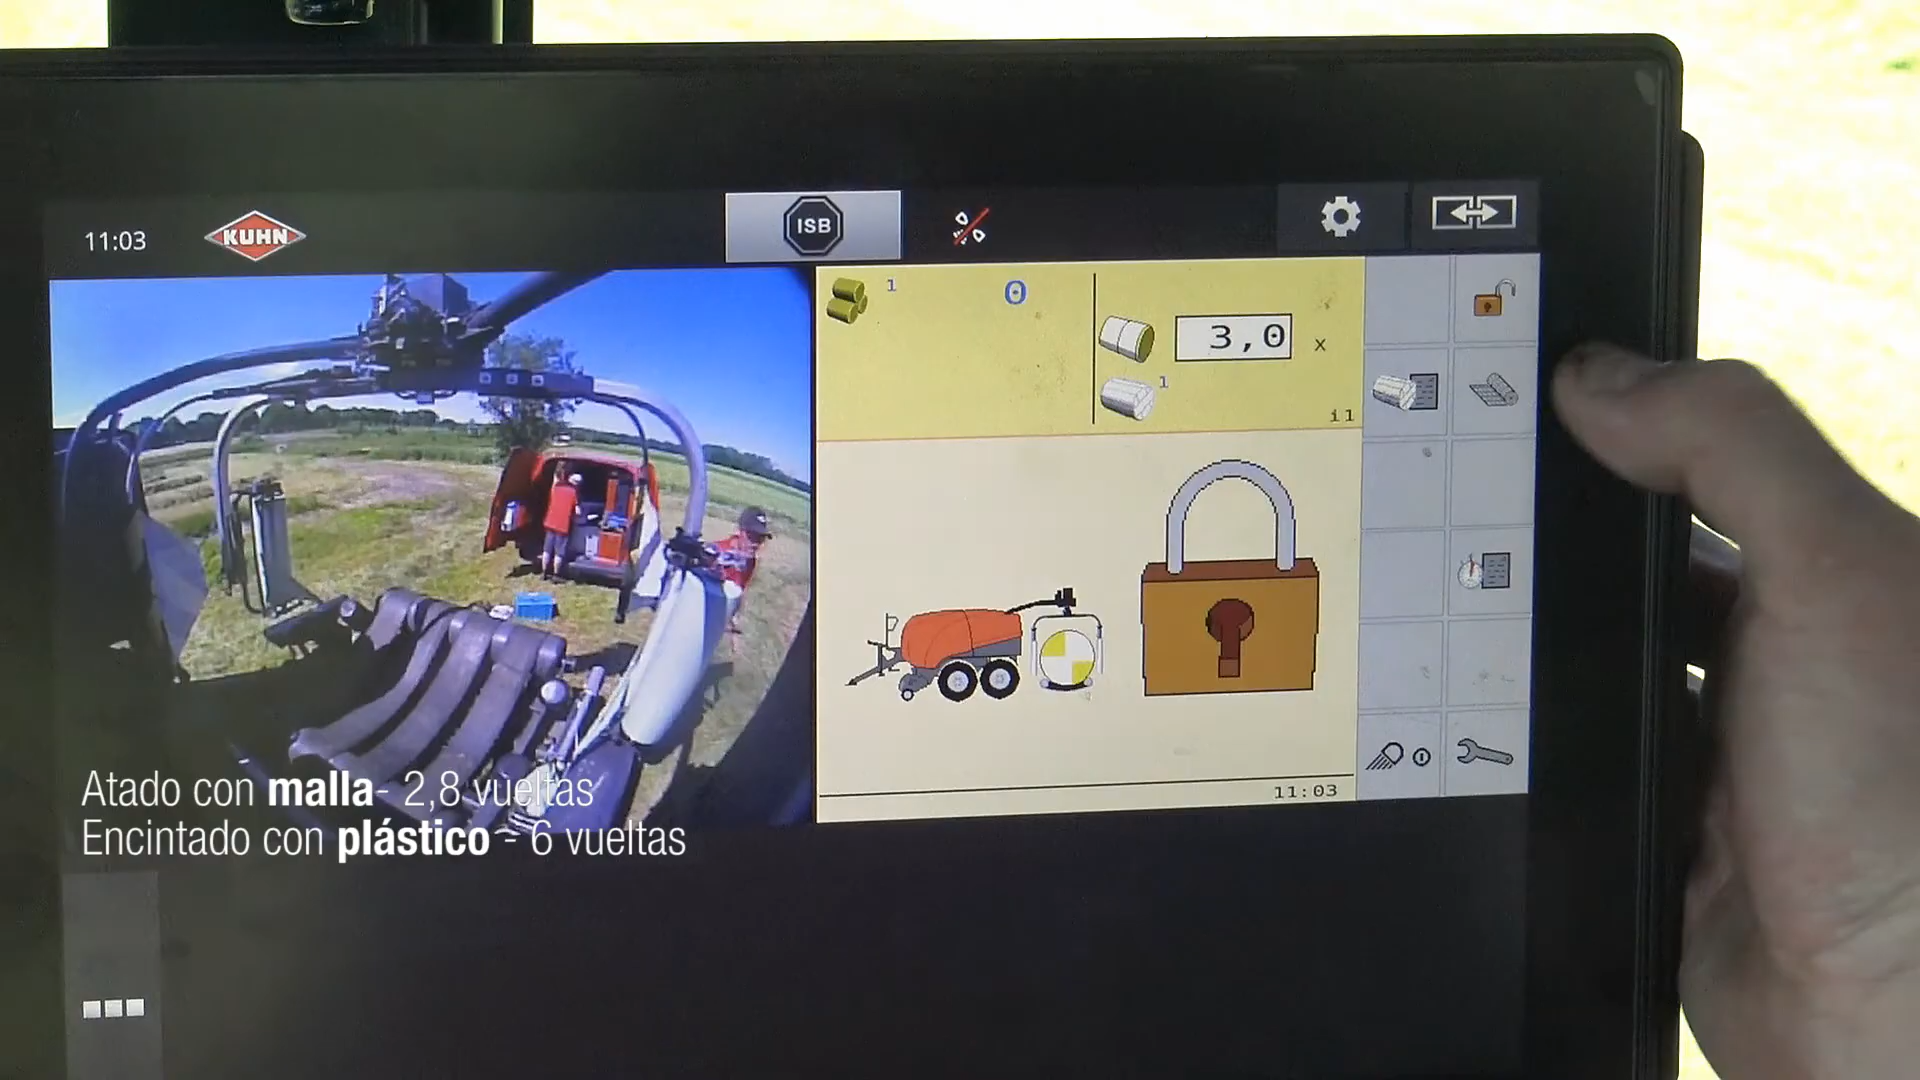 11:03
KUHN
ISB
1
0
3,0 x
1
i1
11:03
Atado con malla- 2,8 vueltas
Encintado con plástico - 6 vueltas